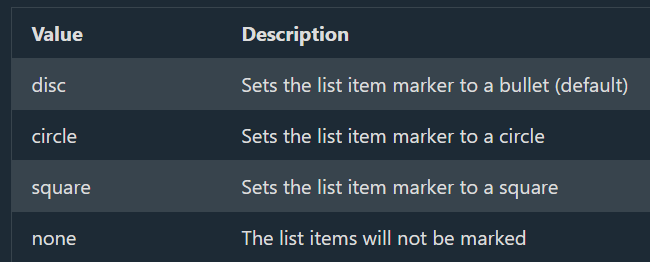 Value Description
disc Sets the list item marker to a bullet (default)
circle Sets the list item marker to a circle
square Sets the list item marker to a square
none The list items will not be marked